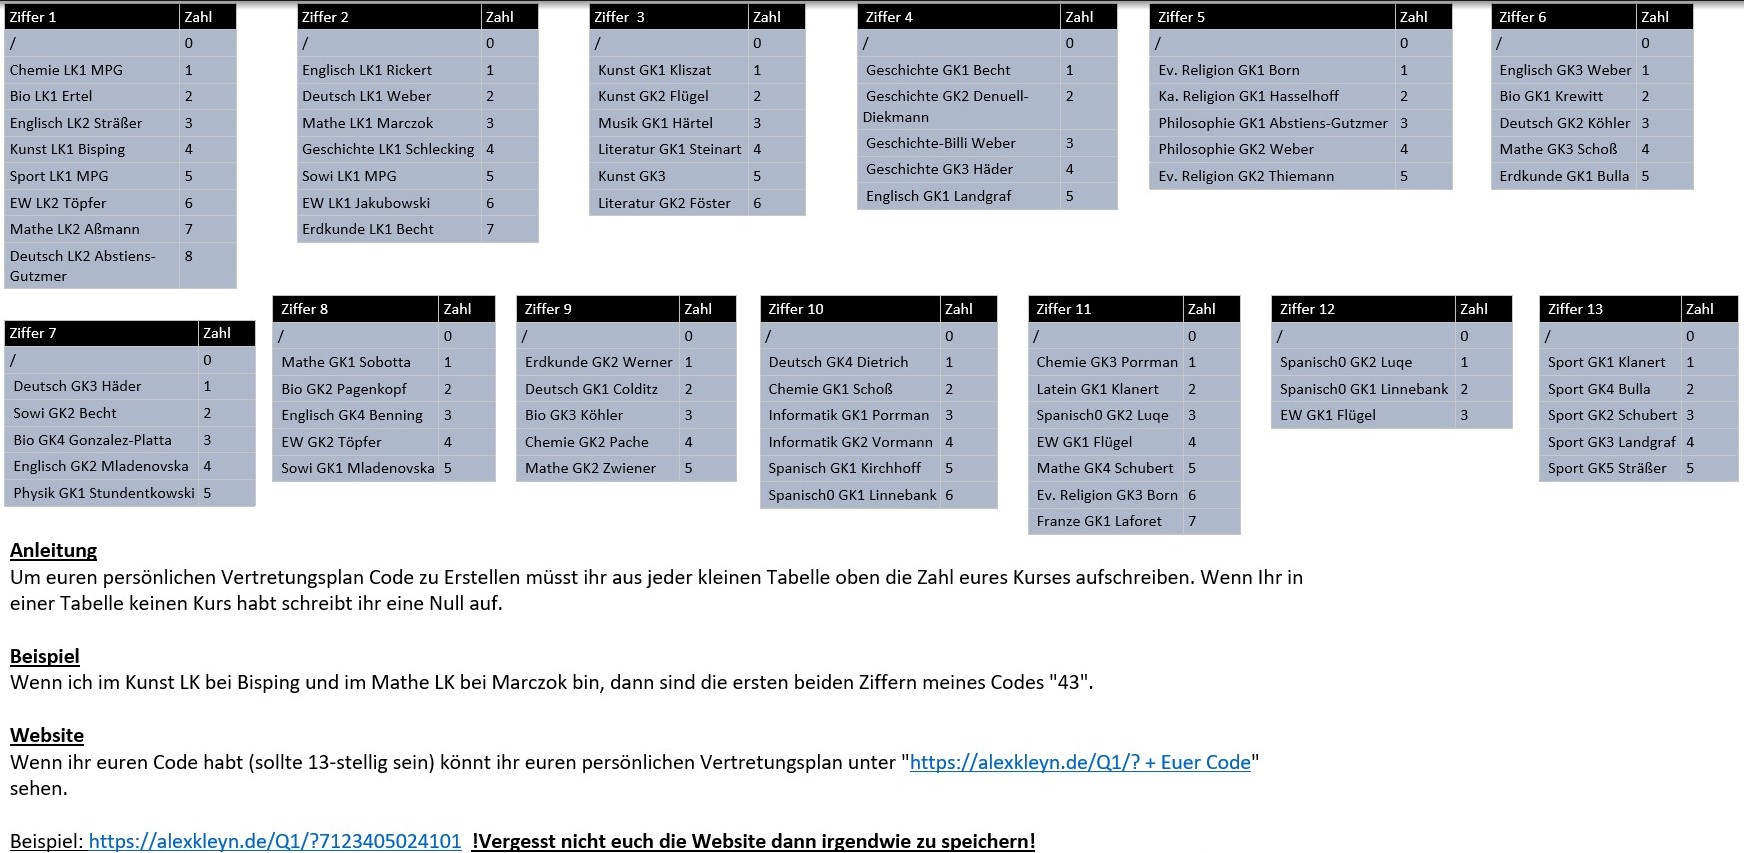 Ziffer 1 Zahl
/ 0
Chemie LK1 MPG 1
Bio LK1 Ertel 2
Englisch LK2 Sträßer 3
Kunst LK1 Bisping 4
Sport LK1 MPG 5
EW LK2 Töpfer 6
Mathe LK2 Aßmann 7
Deutsch LK2 Abstiens- 8
Gutzmer
Ziffer 2 Zahl
/ 0
Englisch LK1 Rickert 1
Deutsch LK1 Weber 2
Mathe LK1 Marczok 3
Geschichte LK1 Schlecking 4
Sowi LK1 MPG 5
EW LK1 Jakubowski 6
Erdkunde LK1 Becht 7
Ziffer 3 Zahl
/ 0
Kunst GK1 Kliszat 1
Kunst GK2 Flügel 2
Musik GK1 Härtel 3
Literatur GK1 Steinart 4
Kunst GK3 5
Literatur GK2 Föster 6
Ziffer 4 Zahl
/ 0
Geschichte GK1 Becht 1
Geschichte GK2 Denuell- 2
Diekmann
Geschichte-Billi Weber 3
Geschichte GK3 Häder 4
Englisch GK1 Landgraf 5
Ziffer 5 Zahl
/ 0
Ev. Religion GK1 Born 1
Ka. Religion GK1 Hasselhoff 2
Philosophie GK1 Abstiens-Gutzmer 3
Philosophie GK2 Weber 4
Ev. Religion GK2 Thiemann 5
Ziffer 6 Zahl
/ 0
Englisch GK3 Weber 1
Bio GK1 Krewitt 2
Deutsch GK2 Köhler 3
Mathe GK3 Schoß 4
Erdkunde GK1 Bulla 5
Ziffer 7 Zahl
/ 0
Deutsch GK3 Häder 1
Sowi GK2 Becht 2
Bio GK4 Gonzalez-Platta 3
Englisch GK2 Mladenovska 4
Physik GK1 Stundentkowski 5
Ziffer 8 Zahl
/ 0
Mathe GK1 Sobotta 1
Bio GK2 Pagenkopf 2
Englisch GK4 Benning 3
EW GK2 Töpfer 4
Sowi GK1 Mladenovska 5
Ziffer 9 Zahl
/ 0
Erdkunde GK2 Werner 1
Deutsch GK1 Colditz 2
Bio GK3 Köhler 3
Chemie GK2 Pache 4
Mathe GK2 Zwiener 5
Ziffer 10 Zahl
/ 0
Deutsch GK4 Dietrich 1
Chemie GK1 Schoß 2
Informatik GK1 Porrman 3
Informatik GK2 Vormann 4
Spanisch GK1 Kirchhoff 5
Spanisch0 GK1 Linnebank 6
Ziffer 11 Zahl
/ 0
Chemie GK3 Porrman 1
Latein GK1 Klanert 2
Spanisch0 GK2 Luqe 3
EW GK1 Flügel 4
Mathe GK4 Schubert 5
Ev. Religion GK3 Born 6
Franze GK1 Laforet 7
Ziffer 12 Zahl
/ 0
Spanisch0 GK2 Luqe 1
Spanisch0 GK1 Linnebank 2
EW GK1 Flügel 3
Ziffer 13 Zahl
/ 0
Sport GK1 Klanert 1
Sport GK4 Bulla 2
Sport GK2 Schubert 3
Sport GK3 Landgraf 4
Sport GK5 Sträßer 5
Anleitung
Um euren persönlichen Vertretungsplan Code zu Erstellen müsst ihr aus jeder kleinen Tabelle oben die Zahl eures Kurses aufschreiben. Wenn Ihr in
einer Tabelle keinen Kurs habt schreibt ihr eine Null auf.
Beispiel
Wenn ich im Kunst LK bei Bisping und im Mathe LK bei Marczok bin, dann sind die ersten beiden Ziffern meines Codes "43".
Website
Wenn ihr euren Code habt (sollte 13-stellig sein) könnt ihr euren persönlichen Vertretungsplan unter "https://alexkleyn.de/Q1/? + Euer Code"
sehen.
Beispiel: https://alexkleyn.de/Q1/?7123405024101 !Vergesst nicht euch die Website dann irgendwie zu speichern!